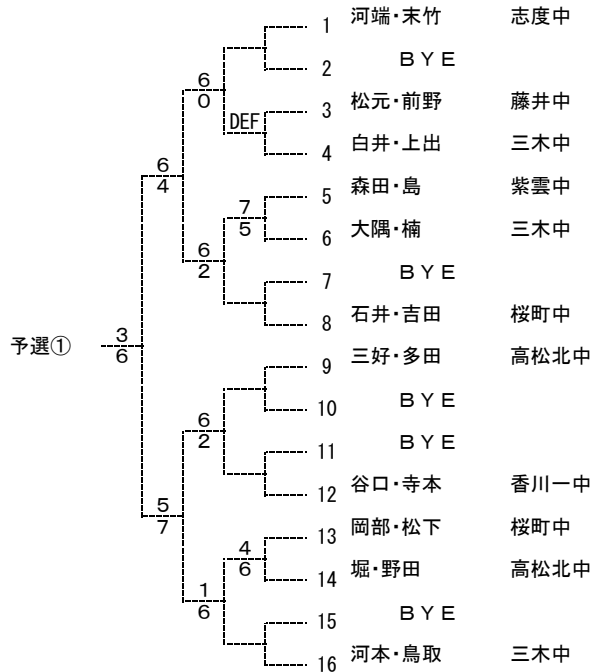 1 河端・末竹 志度中
2 ＢＹＥ
6
0
3 松元・前野 藤井中
DEF
4 白井・上出 三木中
6
4
5 森田・島 紫雲中
7
5
6 大隅・楠 三木中
6
2
7 ＢＹＥ
8 石井・吉田 桜町中
予選①
3
6
9 三好・多田 高松北中
10 ＢＹＥ
6
2
11 ＢＹＥ
12 谷口・寺本 香川一中
5
7
13 岡部・松下 桜町中
4
6
14 堀・野田 高松北中
1
6
15 ＢＹＥ
16 河本・鳥取 三木中